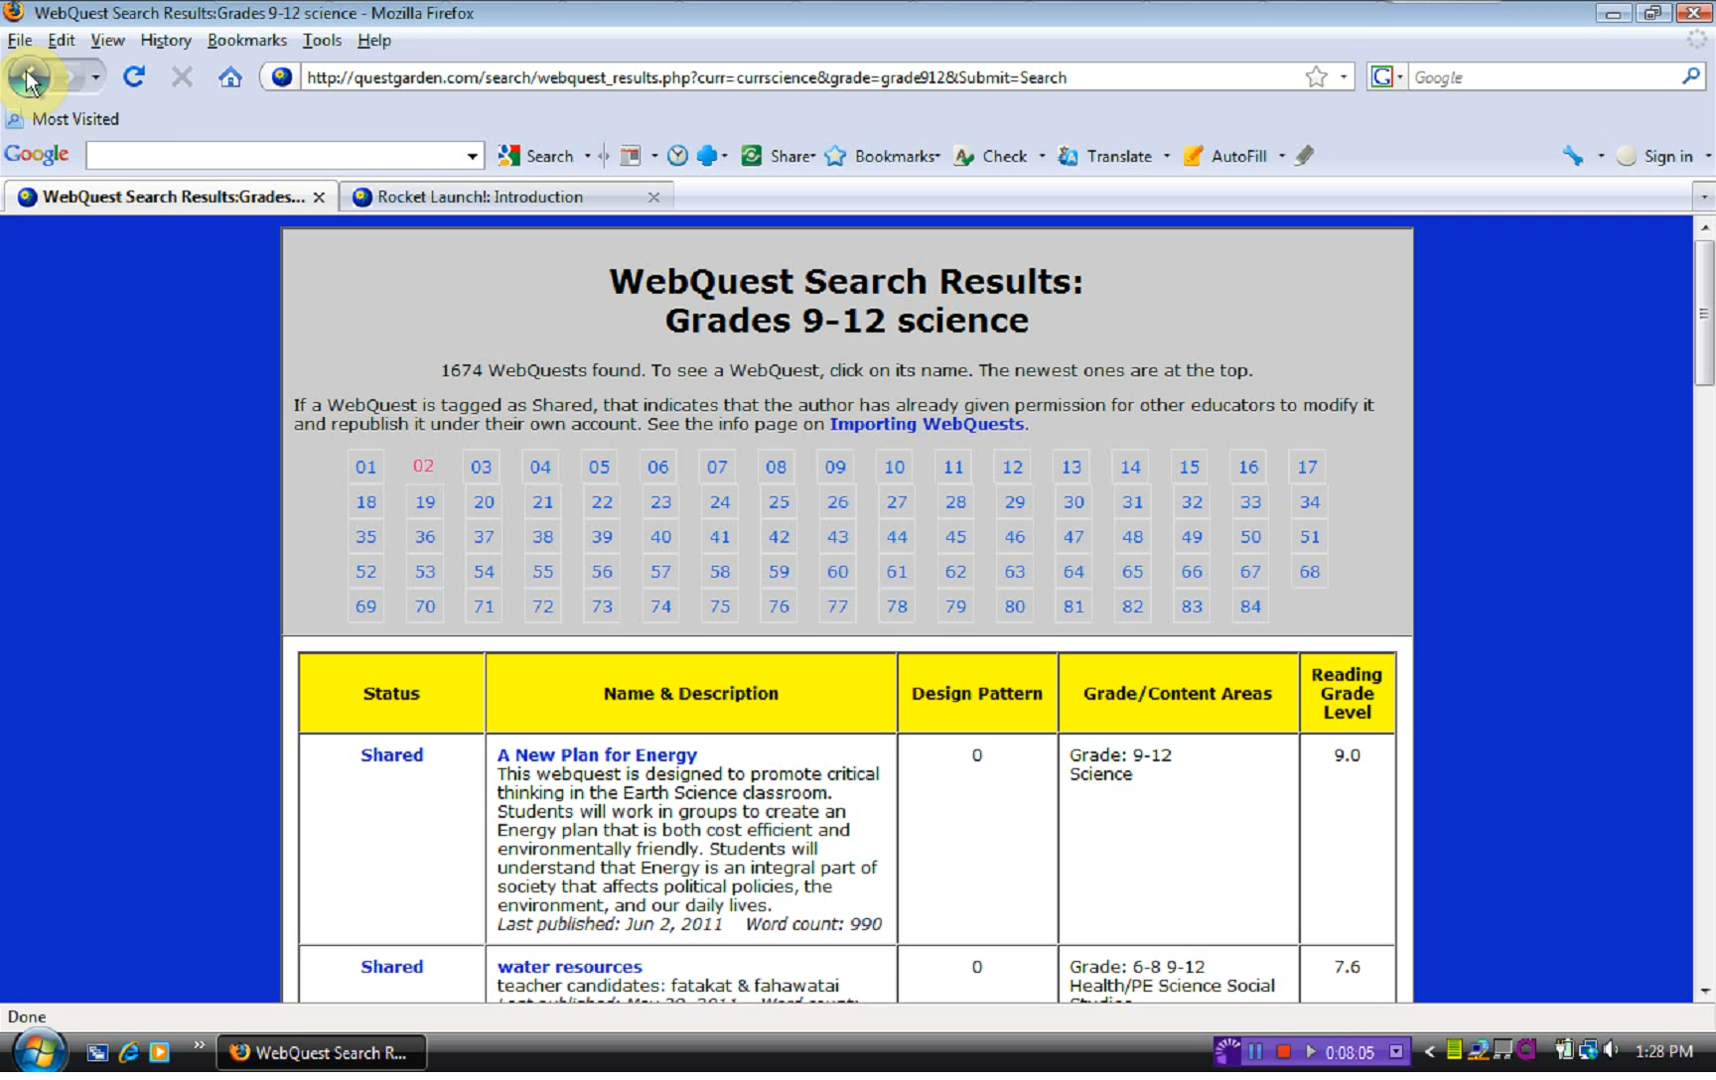 WebQuest Search Results:Grades 9-12 science - Mozilla Firefox
File Edit View History Bookmarks Tools Help
http://questgarden.com/search/webquest_results.php?curr=currscience&grade=grade912&Submit=Search
Google
Most Visited
Google Search Share Bookmarks Check Translate AutoFill Sign in
WebQuest Search Results:Grades... Rocket Launch!: Introduction
WebQuest Search Results:
Grades 9-12 science
1674 WebQuests found. To see a WebQuest, click on its name. The newest ones are at the top.
If a WebQuest is tagged as Shared, that indicates that the author has already given permission for other educators to modify it
and republish it under their own account. See the info page on Importing WebQuests.
01 02 03 04 05 06 07 08 09 10 11 12 13 14 15 16 17
18 19 20 21 22 23 24 25 26 27 28 29 30 31 32 33 34
35 36 37 38 39 40 41 42 43 44 45 46 47 48 49 50 51
52 53 54 55 56 57 58 59 60 61 62 63 64 65 66 67 68
69 70 71 72 73 74 75 76 77 78 79 80 81 82 83 84
Status Name & Description Design Pattern Grade/Content Areas Reading Grade Level
Shared A New Plan for Energy 0 Grade: 9-12 9.0
This webquest is designed to promote critical Science
thinking in the Earth Science classroom.
Students will work in groups to create an
Energy plan that is both cost efficient and
environmentally friendly. Students will
understand that Energy is an integral part of
society that affects political policies, the
environment, and our daily lives.
Last published: Jun 2, 2011 Word count: 990
Shared water resources 0 Grade: 6-8 9-12 7.6
teacher candidates: fatakat & fahawatai Health/PE Science Social
Done
WebQuest Search R... 0:08:05 1:28 PM